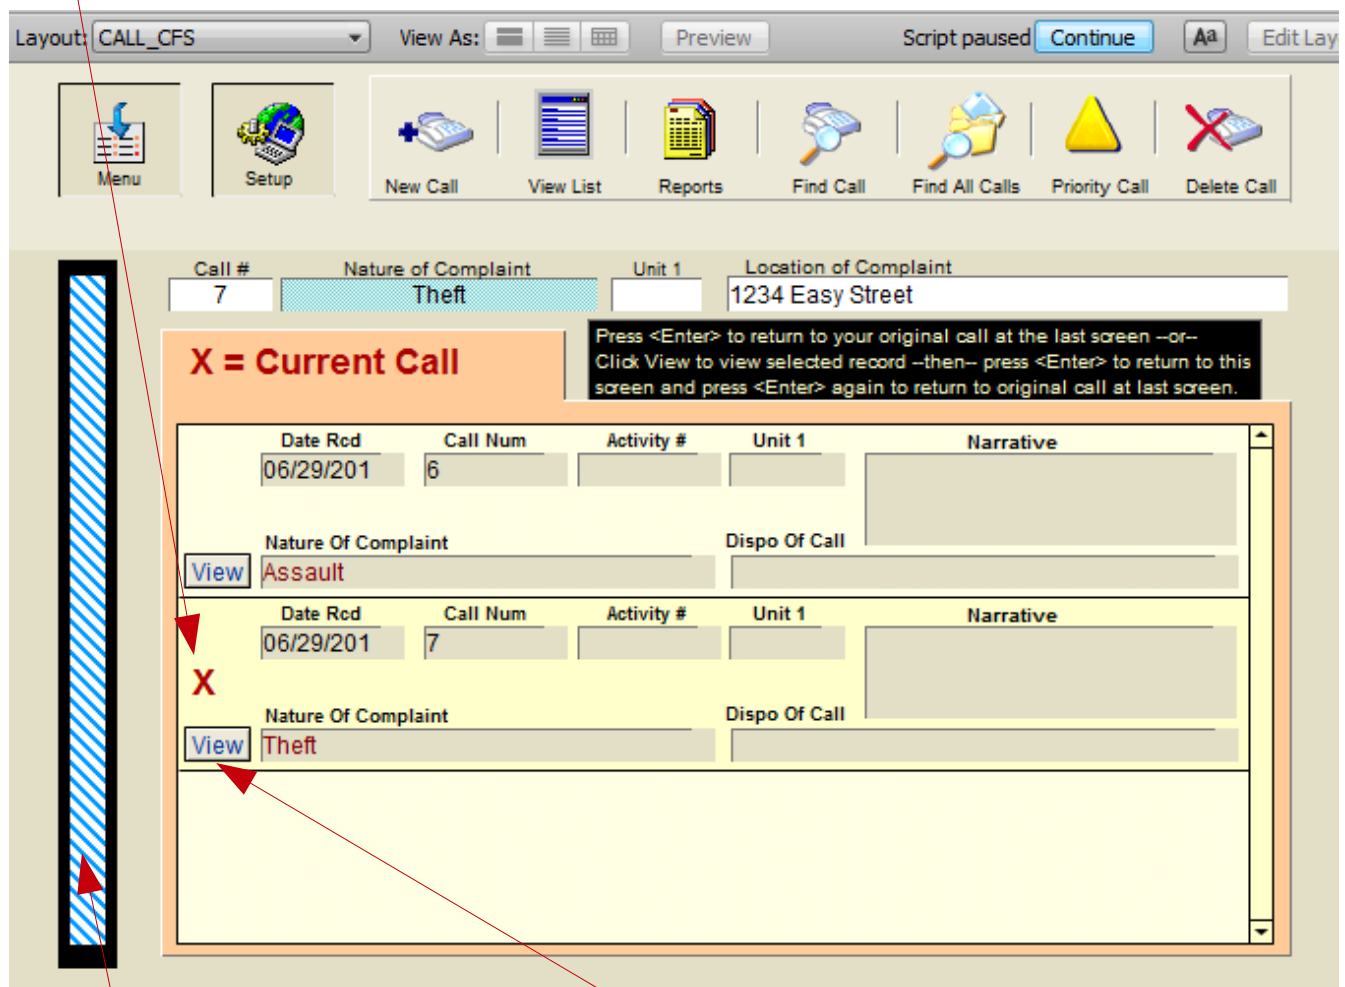 Layout: CALL_CFS View As: Preview Script paused Continue Aa Edit Lay
Menu Setup New Call View List Reports Find Call Find All Calls Priority Call Delete Call
Call # Nature of Complaint Unit 1 Location of Complaint
7 Theft 1234 Easy Street
X = Current Call
Press <Enter> to return to your original call at the last screen --or--
Click View to view selected record --then-- press <Enter> to return to this
screen and press <Enter> again to return to original call at last screen.
Date Rcd Call Num Activity # Unit 1 Narrative
06/29/201 6
Nature Of Complaint Dispo Of Call
View Assault
Date Rcd Call Num Activity # Unit 1 Narrative
06/29/201 7
X
Nature Of Complaint Dispo Of Call
View Theft